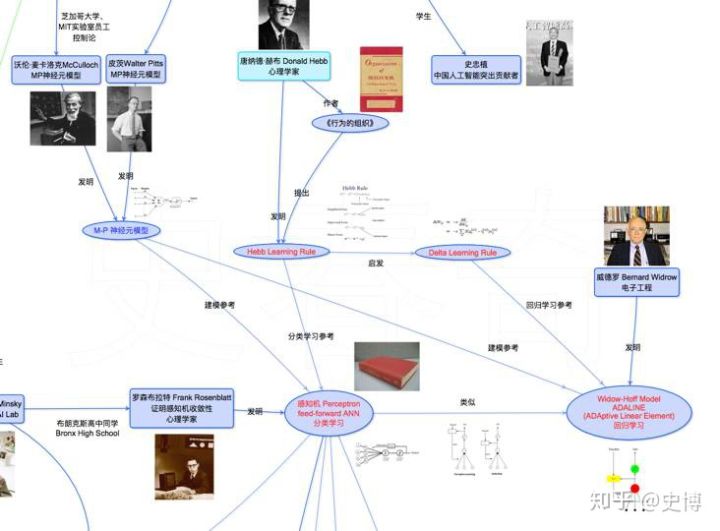 芝加哥大学、
MIT实验室员工
控制论
学生
沃伦·麦卡洛克McCulloch
MP神经元模型
皮茨Walter Pitts
MP神经元模型
唐纳德·赫布 Donald Hebb
心理学家
史忠植
中国人工智能突出贡献者
作者
《行为的组织》
发明
发明
发明
提出
Hebb Rule
M-P 神经元模型
Hebb Learning Rule
启发
Delta Learning Rule
威德罗 Bernard Widrow
电子工程
建模参考
分类学习参考
建模参考
回归学习参考
发明
Minsky
AI Lab
布朗克斯高中同学
Bronx High School
罗森布拉特 Frank Rosenblatt
证明感知机收敛性
心理学家
发明
感知机 Perceptron
feed-forward ANN
分类学习
类似
Widow-Hoff Model
ADALINE
(ADAptive Linear Element)
回归学习
知乎 @史博